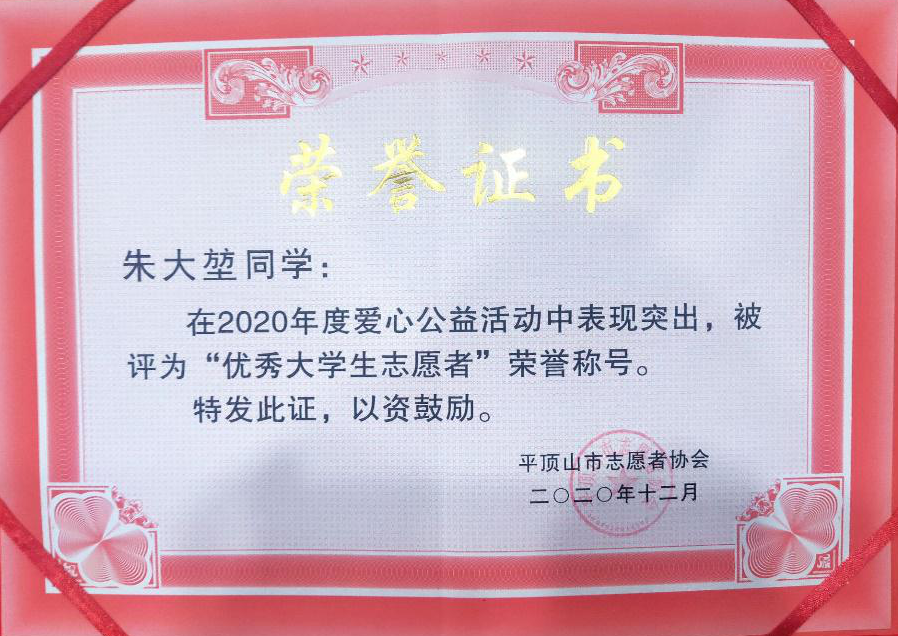 荣誉证书
朱大堃同学：
在2020年度爱心公益活动中表现突出，被
评为“优秀大学生志愿者”荣誉称号。
特发此证，以资鼓励。
平顶山市志愿者协会
二〇二〇年十二月